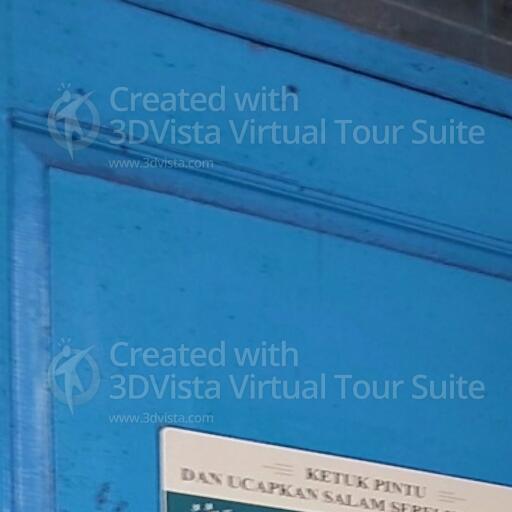 Created with
3DVista Virtual Tour Suite
www.3dvista.com
Created with
3DVista Virtual Tour Suite
www.3dvista.com
KETUK PINTU
DAN UCAPKAN SALAM